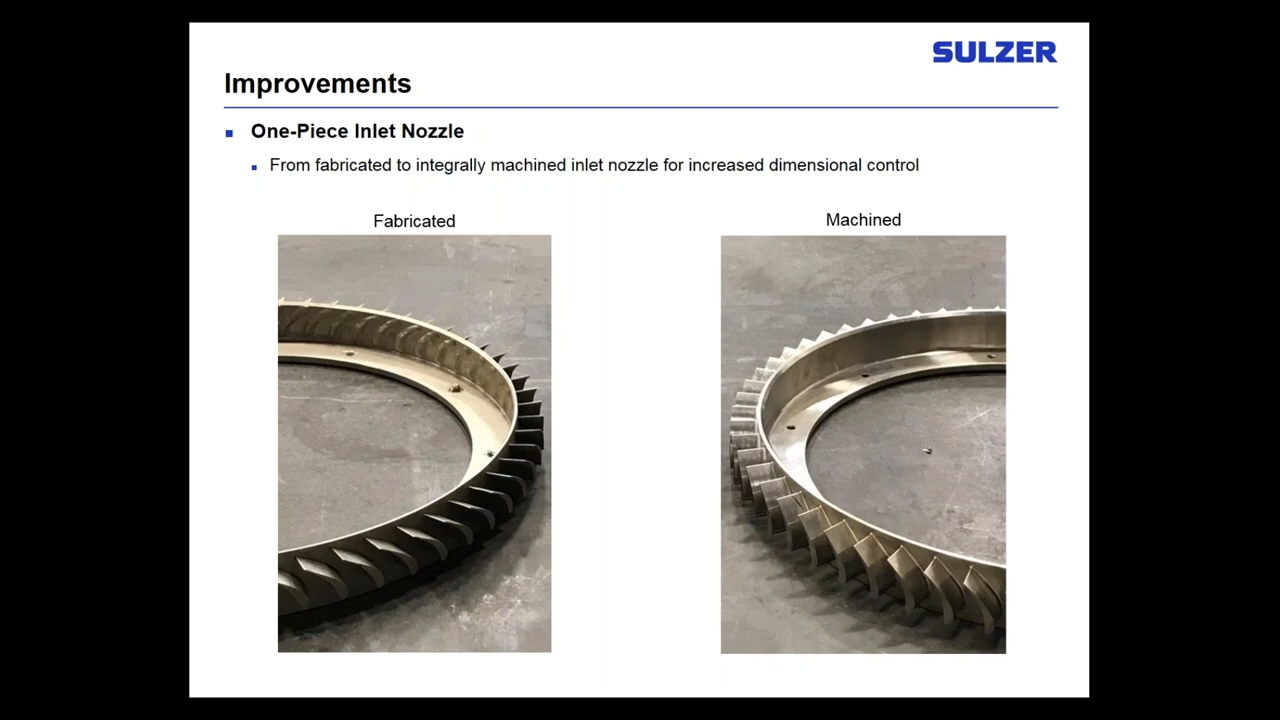 SULZER
Improvements
One-Piece Inlet Nozzle
From fabricated to integrally machined inlet nozzle for increased dimensional control
Fabricated
Machined